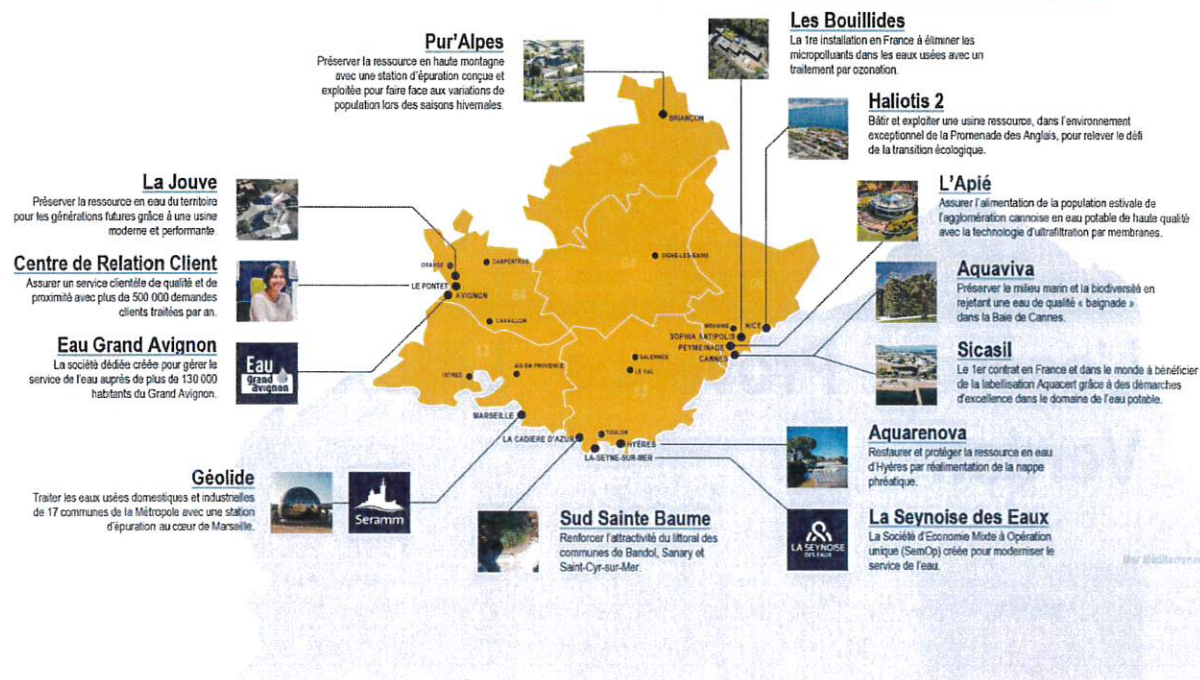 Pur'Alpes
Préserver la ressource en haute montagne
avec une station d'épuration conçue et
exploitée pour faire face aux variations de
population lors des saisons hivernales.
Les Bouillides
La 1re installation en France à éliminer les
micropolluants dans les eaux usées avec un
traitement par ozonation.
Haliotis 2
Bâtir et exploiter une usine ressource, dans l'environnement
exceptionnel de la Promenade des Anglais, pour relever le défi
de la transition écologique.
La Jouve
Préserver la ressource en eau du territoire
pour les générations futures grâce à une usine
moderne et performante.
L'Apié
Assurer l'alimentation de la population estivale de
l'agglomération cannoise en eau potable de haute qualité
avec la technologie d'ultrafiltration par membranes.
Centre de Relation Client
Assurer un service clientèle de qualité et de
proximité avec plus de 500 000 demandes
clients traitées par an.
Aquaviva
Préserver le milieu marin et la biodiversité en
rejetant une eau de qualité « baignade »
dans la Baie de Cannes.
Eau Grand Avignon
La société dédiée créée pour gérer le
service de l'eau auprès de plus de 130 000
habitants du Grand Avignon.
Eau
grand
avignon
Sicasil
Le 1er contrat en France et dans le monde à bénéficier
de la labellisation Aquacert grâce à des démarches
d'excellence dans le domaine de l'eau potable.
Aquarenova
Restaurer et protéger la ressource en eau
d'Hyères par réalimentation de la nappe
phréatique.
Géolide
Traiter les eaux usées domestiques et industrielles
de 17 communes de la Métropole avec une station
d'épuration au cœur de Marseille.
Seramm
Sud Sainte Baume
Renforcer l'attractivité du littoral des
communes de Bandol, Sanary et
Saint-Cyr-sur-Mer.
La Seynoise des Eaux
La Société d'Economie Mixte à Opération
unique (SemOp) créée pour moderniser le
service de l'eau.
LA SEYNOISE
DES EAUX
BRIANÇON
05
ORANGE
CARPENTRAS
DIGNE-LES-BAINS
04
LE PONTET
AVIGNON
84
06
CAVAILLON
MOUGINS
NICE
SOPHIA ANTIPOLIS
PEYMEINADE
CANNES
13
ISTRES
AIX-EN-PROVENCE
SALERNES
LE VAL
83
MARSEILLE
LA CADIÈRE D'AZUR
TOULON
HYÈRES
LA-SEYNE-SUR-MER
Mer Méditerranée